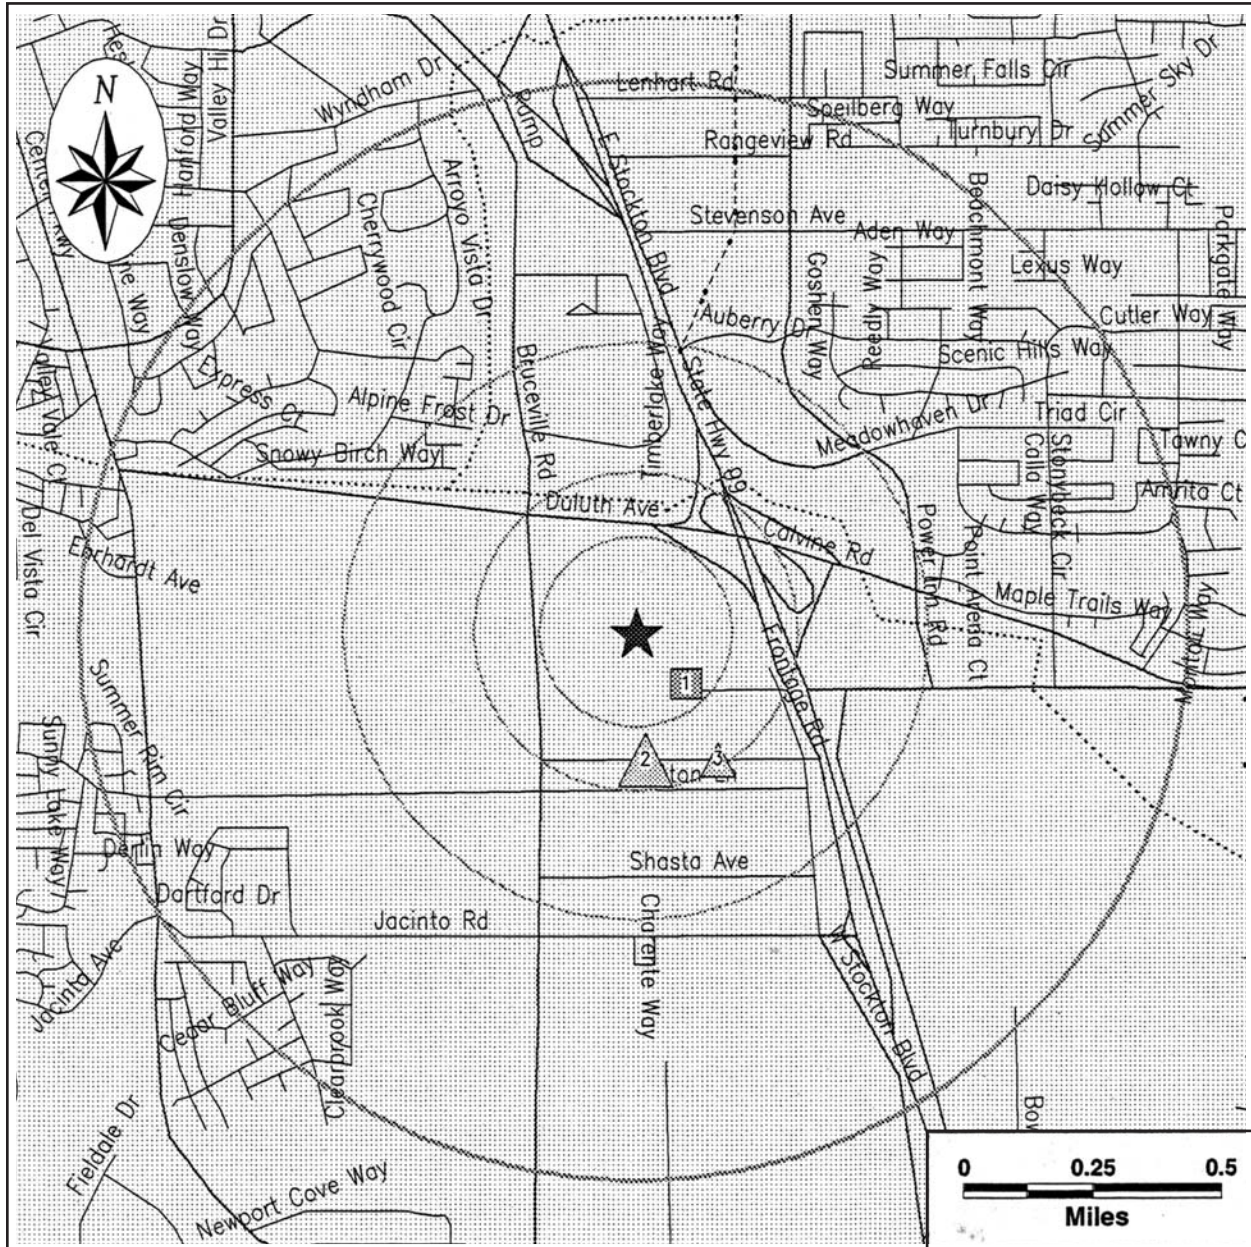 Hanford Way
Valley Hi Dr
Wyndham Dr
Ramp
Lenhart Rd
Summer Falls Cir
Summer Sky Dr
Speilberg Way
Turnbury Dr
Rangeview Rd
N
Arroyo Vista Dr
E Stockton Blvd
Beachmont Way
Daisy Hollow Ct
Cherrywood Cir
Stevenson Ave
Aden Way
Parkgate Way
Denslow Way
Lexus Way
Goshen Way
Reedly Way
Auberry Dr
Cutler Way
Scenic Hills Way
Valley Vale Ct
Express Ct
Bruceville Rd
Timberlake Way
State Hwy 99
Alpine Frost Dr
Meadowhaven Dr
Triad Cir
Tawny C
Snowy Birch Way
Calla Way
Stonybeck Cir
Amrita Ct
Duluth Ave
Calvine Rd
Del Vista Cir
Ehrhardt Ave
Power Inn Rd
Point Arena Ct
Maple Trails Way
Frontage Rd
1
Summer Rim Cir
Sunny Lake Way
2
3
Shasta Ave
Dartford Dr
Jacinto Rd
Charente Way
W Stockton Blvd
Jacinta Ave
Cedar Bluff Way
Clearbrook Way
Fieldale Dr
Newport Cove Way
0 0.25 0.5
Miles